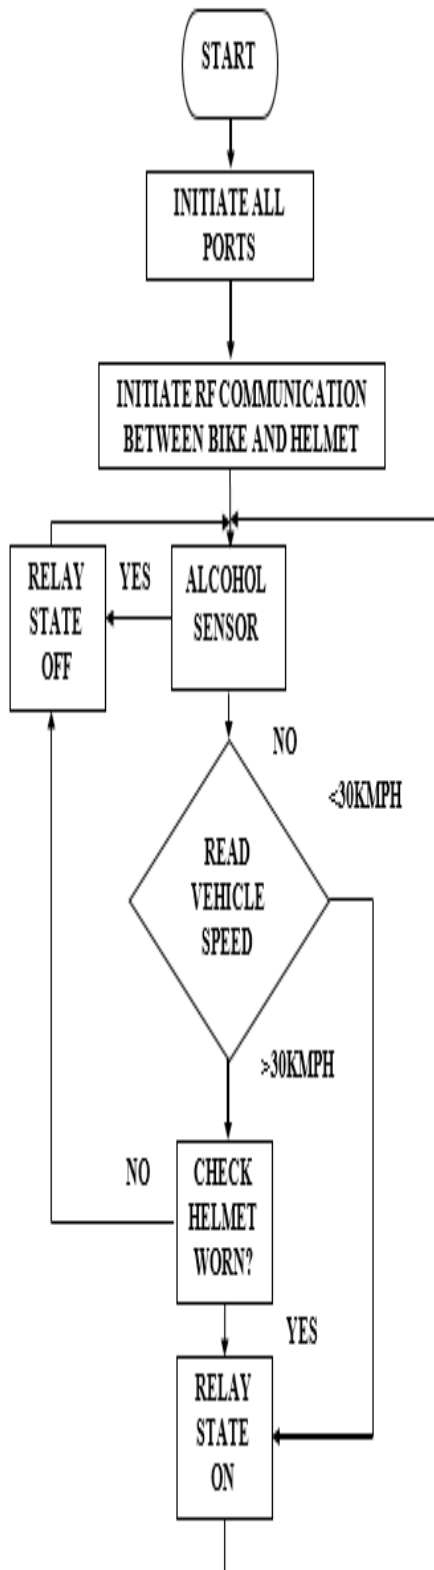 START
INITIATE ALL
PORTS
INITIATE RF COMMUNICATION
BETWEEN BIKE AND HELMET
RELAY
STATE
OFF
YES
ALCOHOL
SENSOR
NO
<30KMPH
READ
VEHICLE
SPEED
>30KMPH
NO
CHECK
HELMET
WORN?
YES
RELAY
STATE
ON